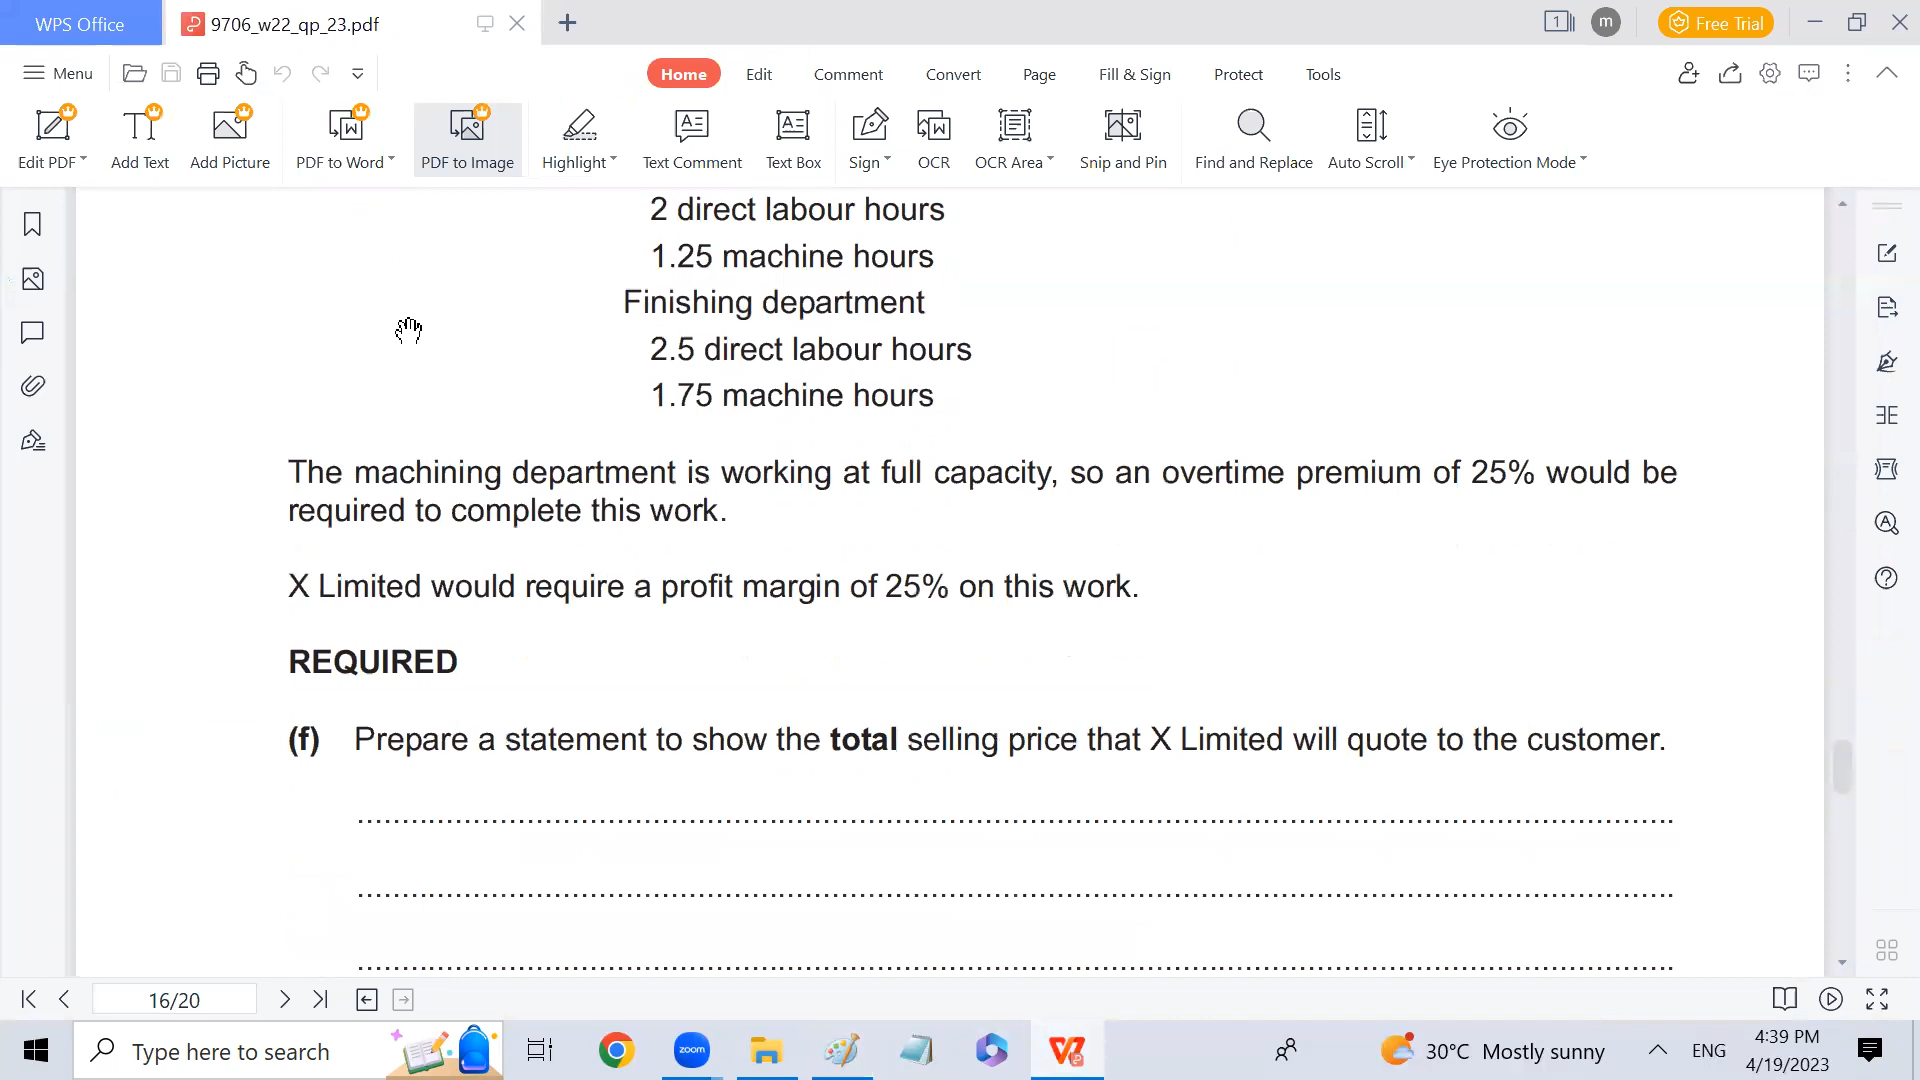 WPS Office
9706_w22_qp_23.pdf
1
m
Free Trial
Menu
Home
Edit
Comment
Convert
Page
Fill & Sign
Protect
Tools
Edit PDF
Add Text
Add Picture
PDF to Word
PDF to Image
Highlight
Text Comment
Text Box
Sign
OCR
OCR Area
Snip and Pin
Find and Replace
Auto Scroll
Eye Protection Mode
2 direct labour hours
1.25 machine hours
Finishing department
2.5 direct labour hours
1.75 machine hours
The machining department is working at full capacity, so an overtime premium of 25% would be
required to complete this work.
X Limited would require a profit margin of 25% on this work.
REQUIRED
(f) Prepare a statement to show the total selling price that X Limited will quote to the customer.
16/20
Type here to search
zoom
30°C Mostly sunny
ENG
4:39 PM
4/19/2023